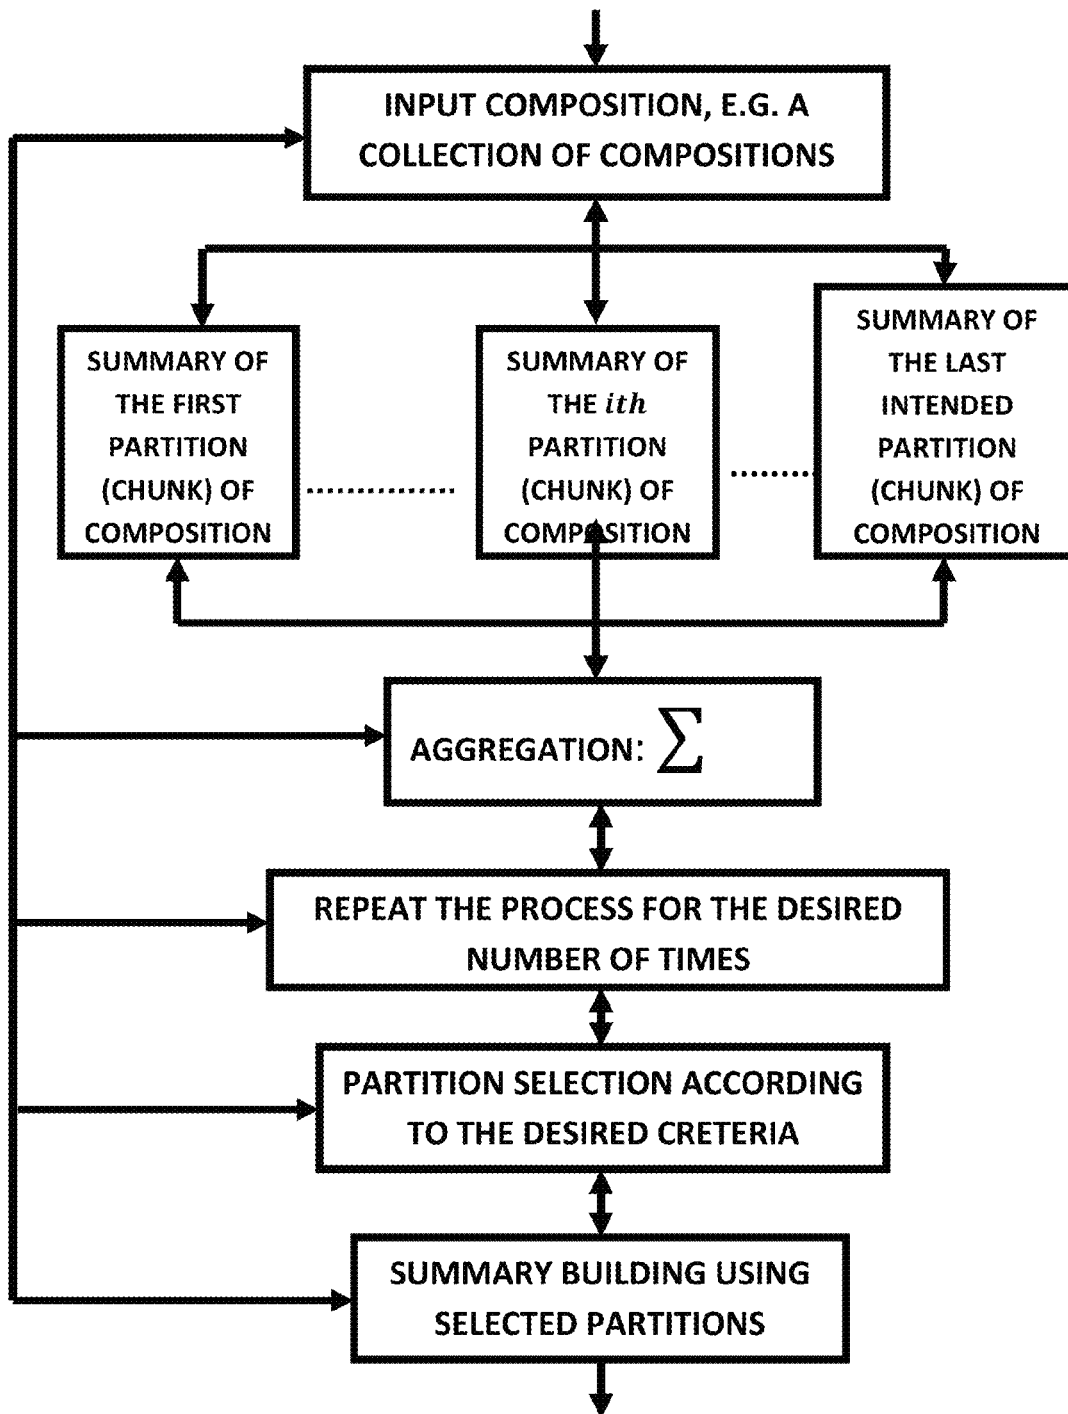 INPUT COMPOSITION, E.G. A
COLLECTION OF COMPOSITIONS
SUMMARY OF
THE FIRST
PARTITION
(CHUNK) OF
COMPOSITION
SUMMARY OF
THE ith
PARTITION
(CHUNK) OF
COMPOSITION
SUMMARY OF
THE LAST
INTENDED
PARTITION
(CHUNK) OF
COMPOSITION
AGGREGATION: ∑
REPEAT THE PROCESS FOR THE DESIRED
NUMBER OF TIMES
PARTITION SELECTION ACCORDING
TO THE DESIRED CRETERIA
SUMMARY BUILDING USING
SELECTED PARTITIONS